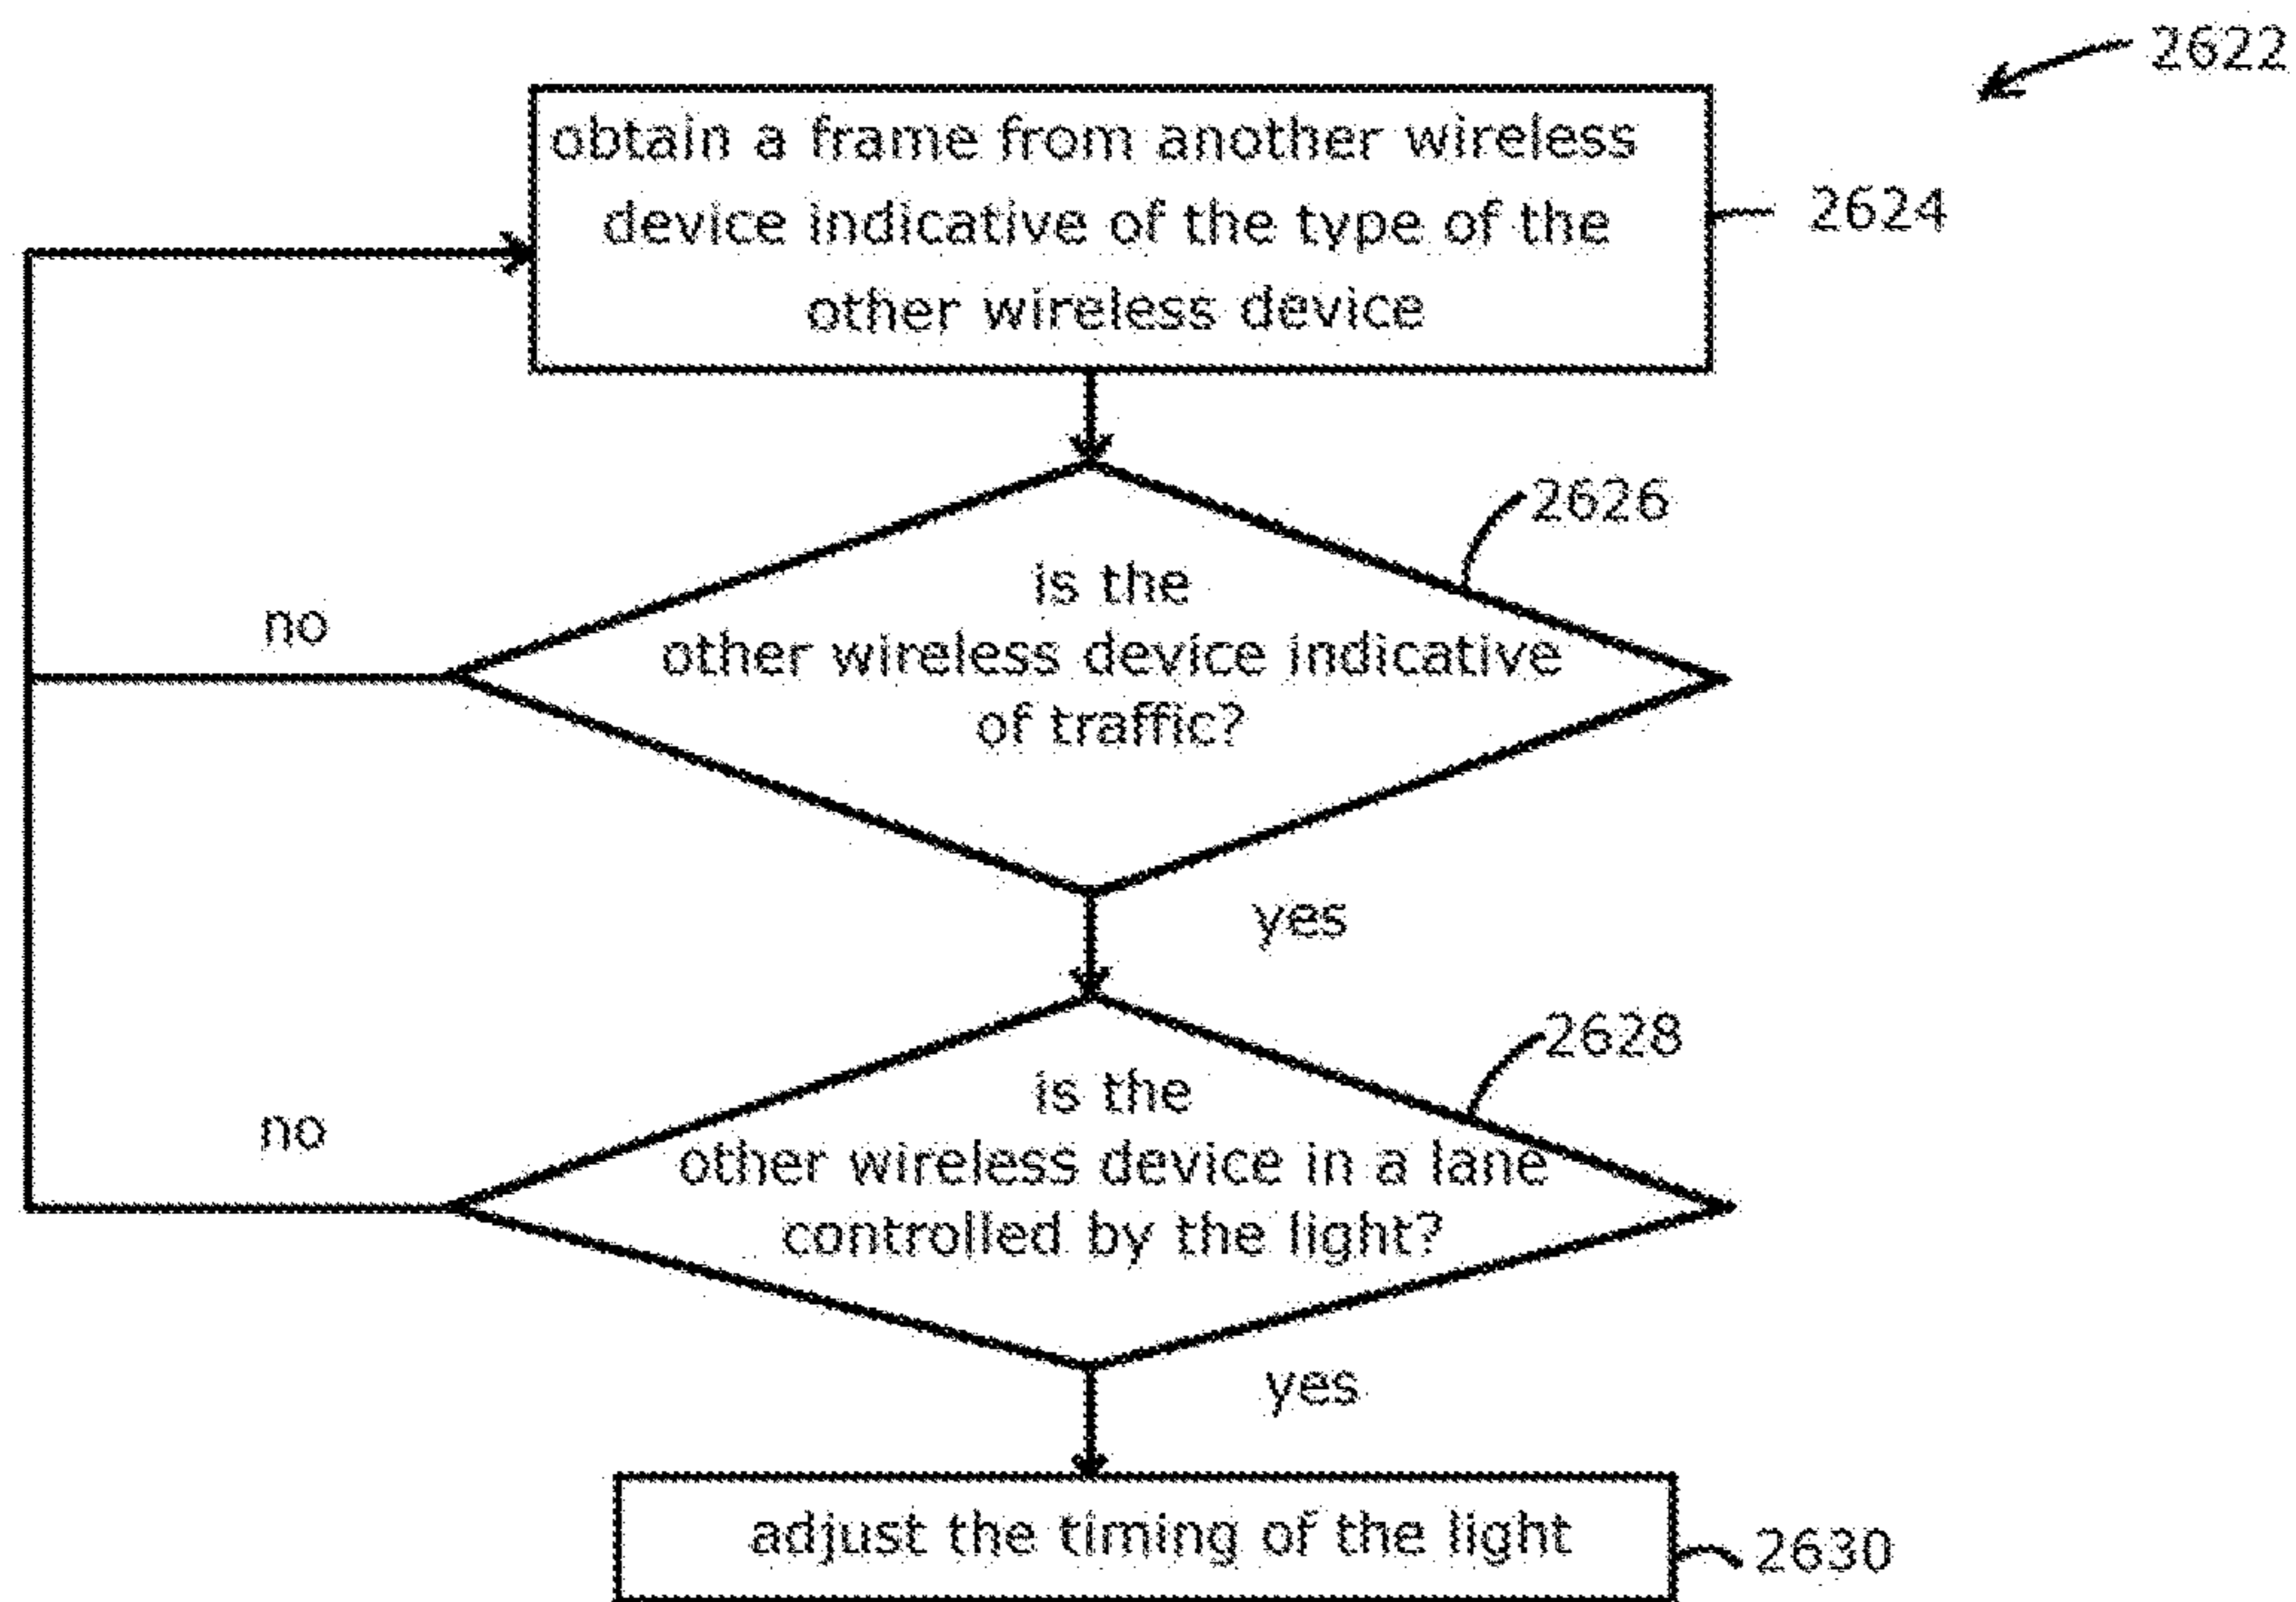 2622
obtain a frame from another wireless
device indicative of the type of the
other wireless device
2624
2626
is the
other wireless device indicative
of traffic?
no
yes
2628
is the
other wireless device in a lane
controlled by the light?
no
yes
adjust the timing of the light
2630